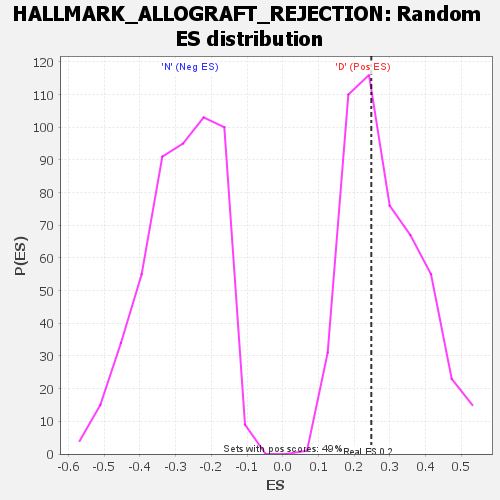 HALLMARK_ALLOGRAFT_REJECTION: Random
ES distribution
'N' (Neg ES)
'D' (Pos ES)
120
110
100
90
80
70
60
50
40
30
20
10
0
P(ES)
Sets with pos scores: 49%
Real ES 0.2
-0.6 -0.5 -0.4 -0.3 -0.2 -0.1 0.0 0.1 0.2 0.3 0.4 0.5
ES